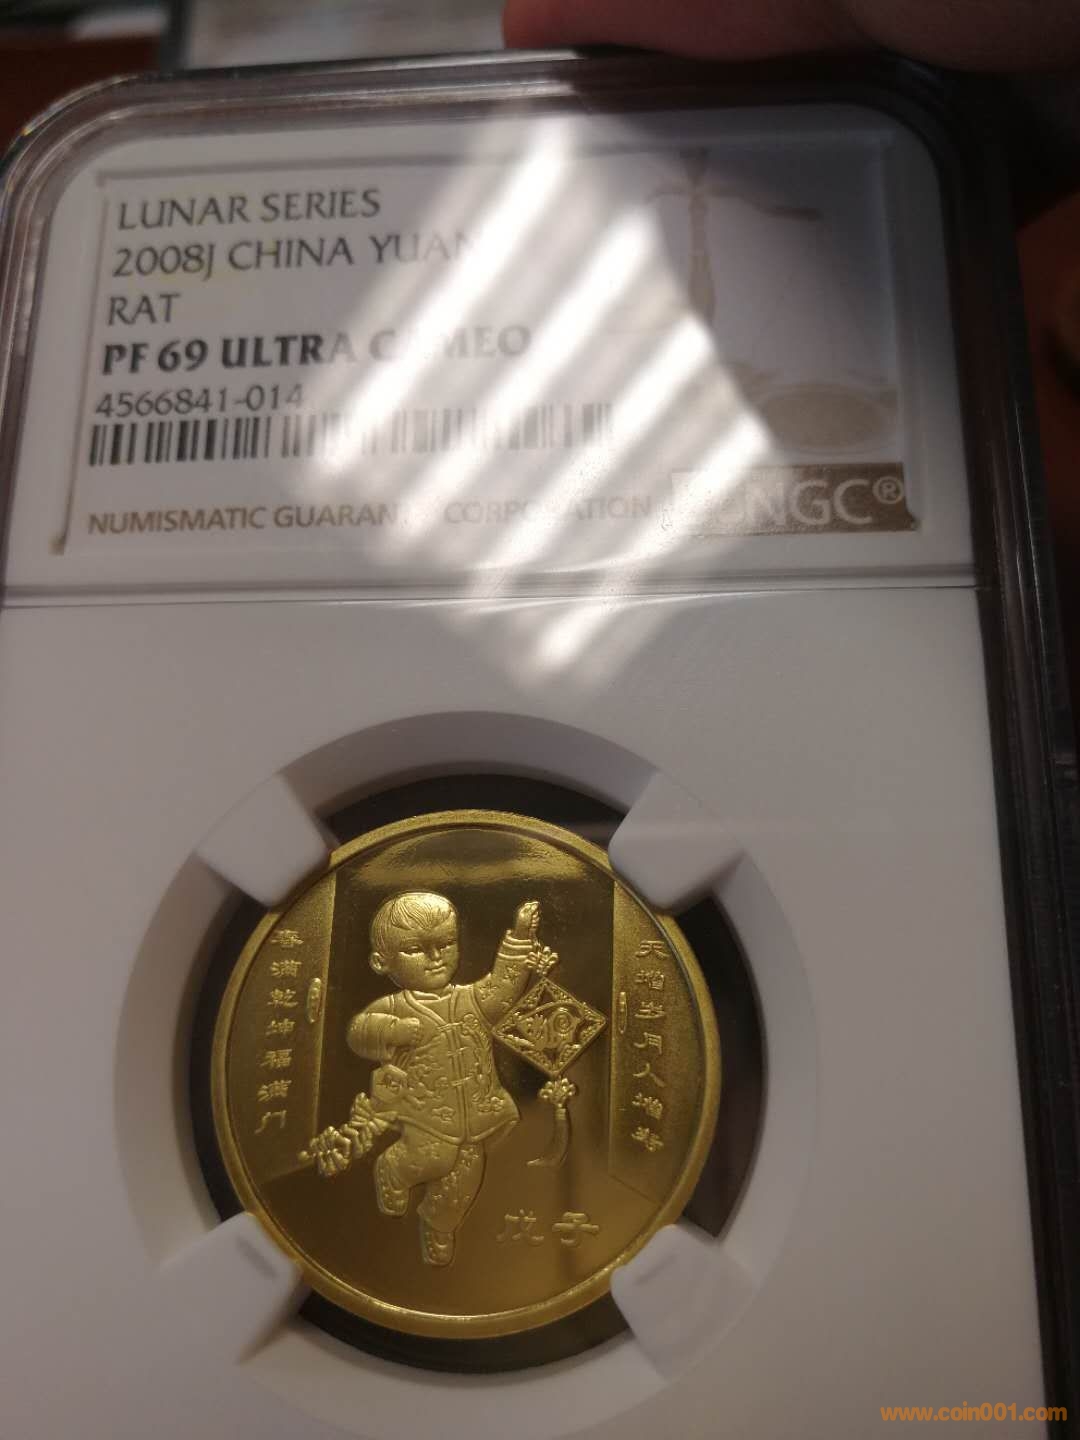 LUNAR SERIES
2008J CHINA YUAN
RAT
PF 69 ULTRA CAMEO
4566841-014
NUMISMATIC GUARANTY CORPORATION
NGC®
春满乾坤福满门
天增岁月人增寿
戊子
www.coin001.com